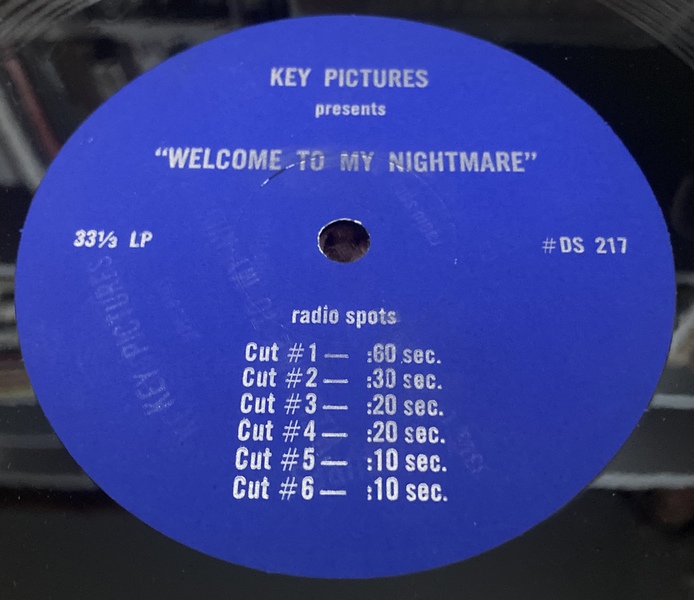 KEY PICTURES
presents
“WELCOME TO MY NIGHTMARE”
33⅓ LP
#DS 217
radio spots
Cut #1— :60 sec.
Cut #2— :30 sec.
Cut #3— :20 sec.
Cut #4— :20 sec.
Cut #5— :10 sec.
Cut #6— :10 sec.
KEY PICTURES